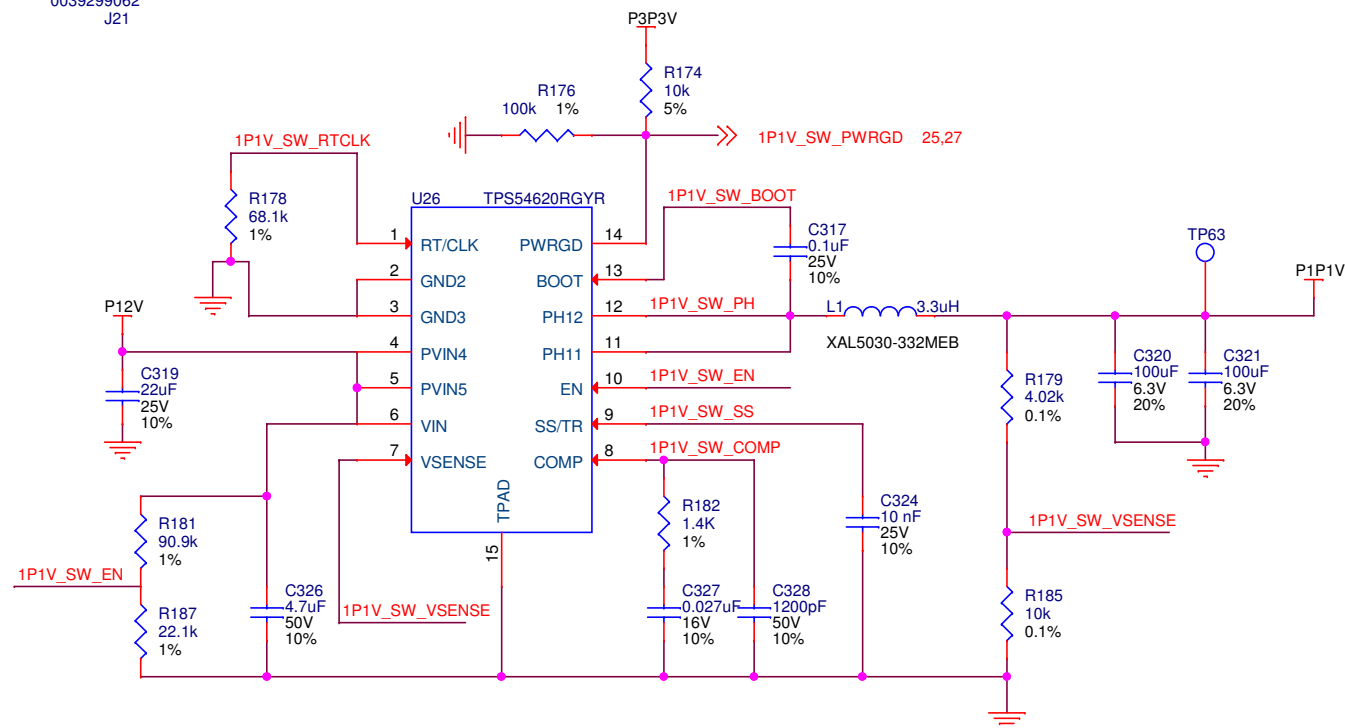 0039299062
J21
P3P3V
R174
10k
5%
R176
100k 1%
1P1V_SW_PWRGD 25,27
1P1V_SW_RTCLK
R178
68.1k
1%
U26 TPS54620RGYR
1 RT/CLK
2 GND2
3 GND3
4 PVIN4
5 PVIN5
6 VIN
7 VSENSE
PWRGD 14
BOOT 13
PH12 12
PH11 11
EN 10
SS/TR 9
COMP 8
TPAD
15
1P1V_SW_BOOT
C317
0.1uF
25V
10%
1P1V_SW_PH
L1 3.3uH
XAL5030-332MEB
TP63
P1P1V
1P1V_SW_EN
1P1V_SW_SS
1P1V_SW_COMP
P12V
C319
22uF
25V
10%
R179
4.02k
0.1%
C320
100uF
6.3V
20%
C321
100uF
6.3V
20%
R181
90.9k
1%
1P1V_SW_EN
R187
22.1k
1%
C326
4.7uF
50V
10%
1P1V_SW_VSENSE
R182
1.4K
1%
C327
0.027uF
16V
10%
C328
1200pF
50V
10%
C324
10 nF
25V
10%
1P1V_SW_VSENSE
R185
10k
0.1%